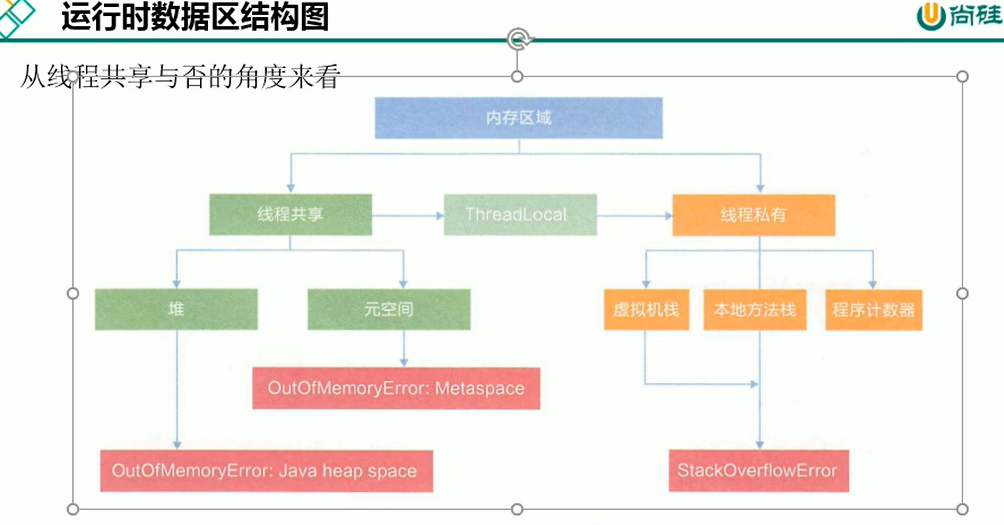 运行时数据区结构图
尚硅
从线程共享与否的角度来看
内存区域
线程共享
ThreadLocal
线程私有
堆
元空间
虚拟机栈
本地方法栈
程序计数器
OutOfMemoryError: Metaspace
OutOfMemoryError: Java heap space
StackOverflowError